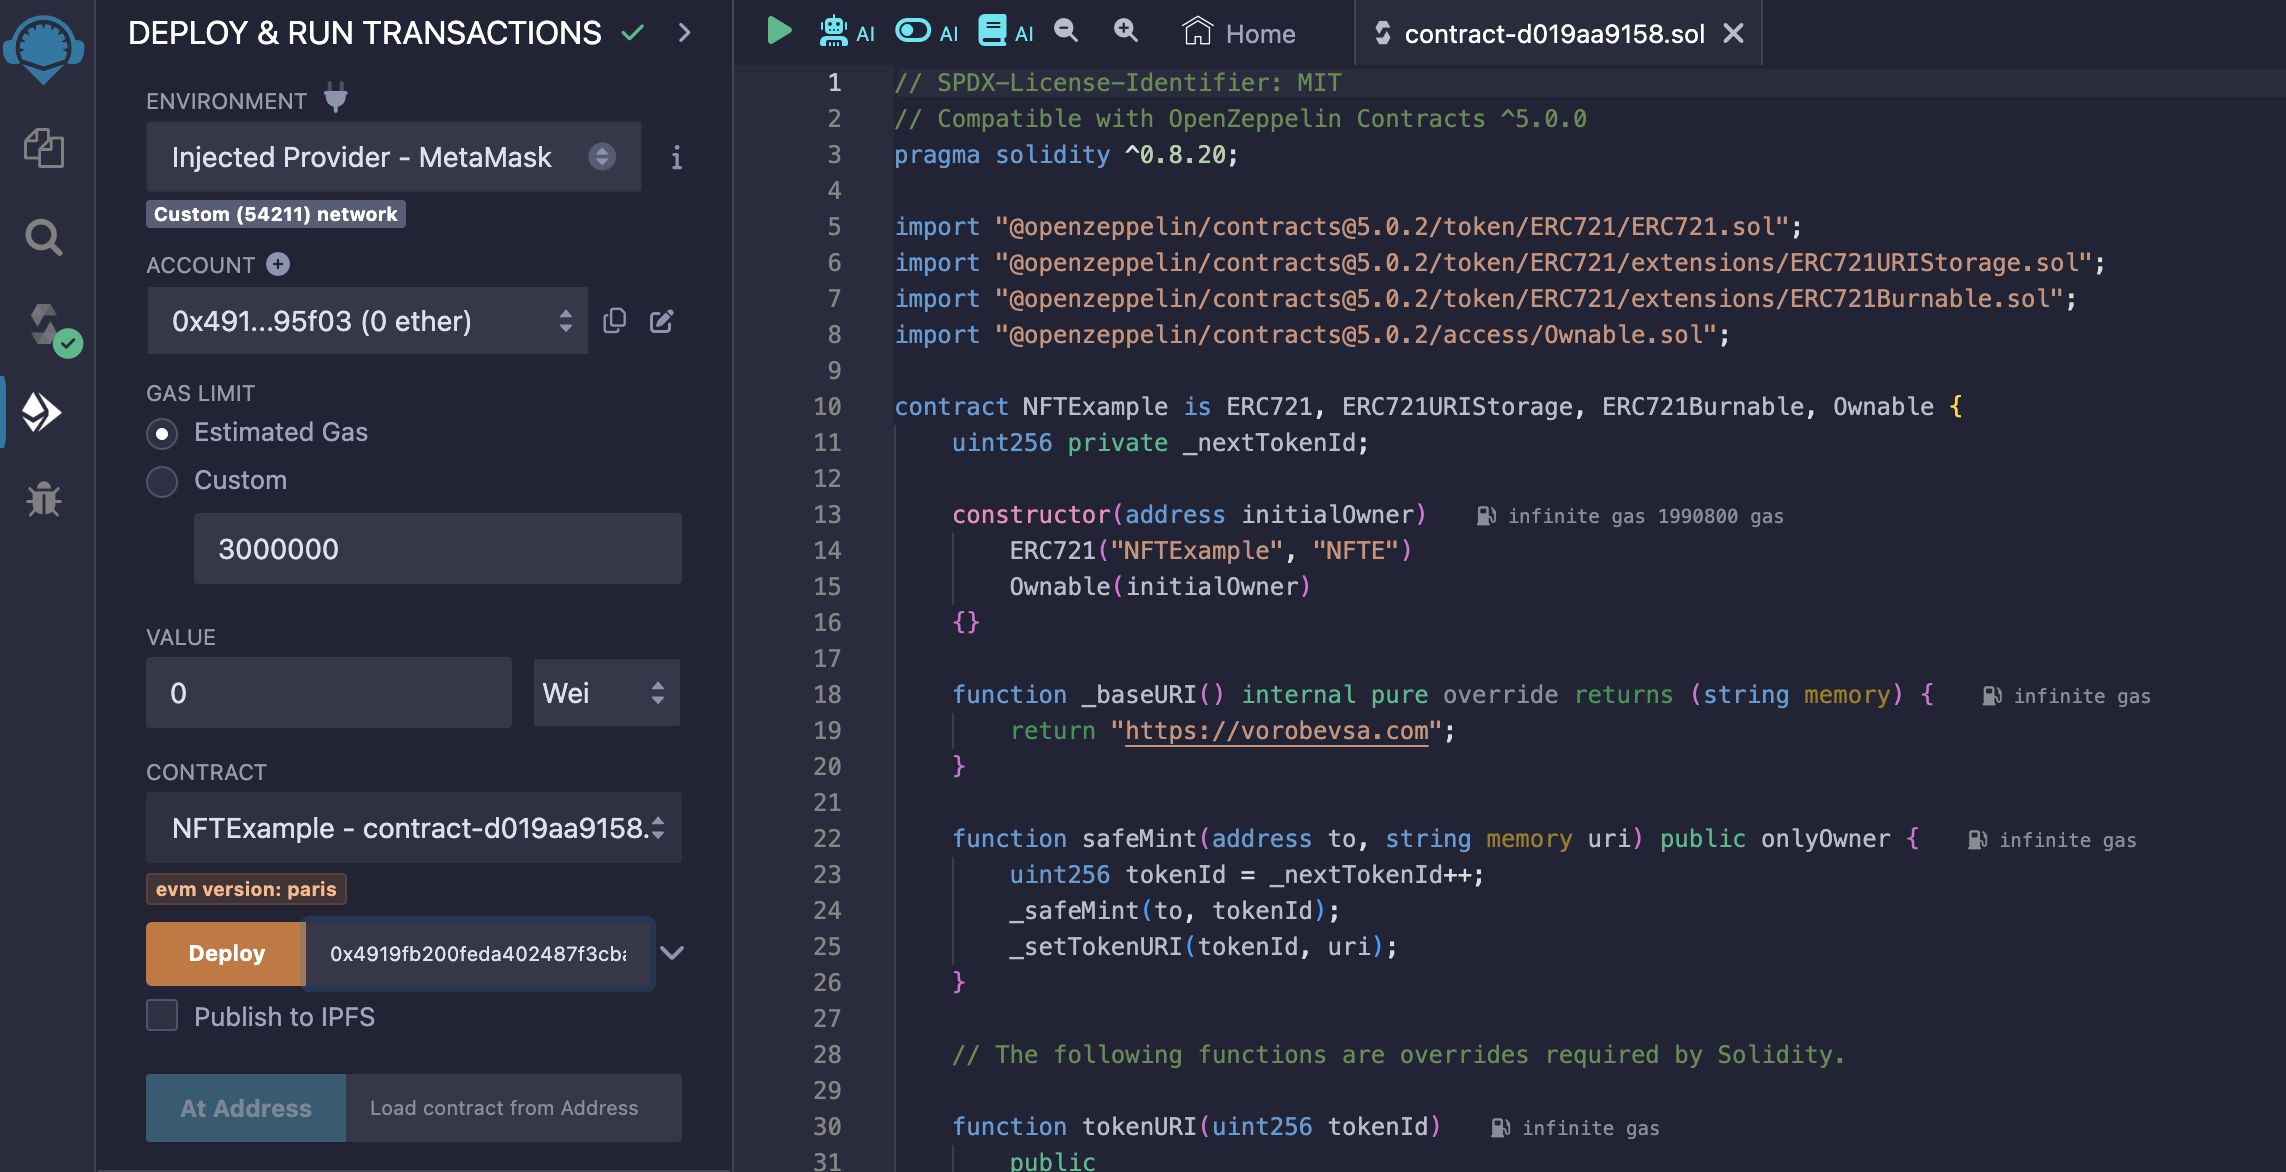 DEPLOY & RUN TRANSACTIONS
ENVIRONMENT
Injected Provider - MetaMask
Custom (54211) network
ACCOUNT
0x491...95f03 (0 ether)
GAS LIMIT
Estimated Gas
Custom
3000000
VALUE
0
Wei
CONTRACT
NFTExample - contract-d019aa9158.
evm version: paris
Deploy
0x4919fb200feda402487f3cb
Publish to IPFS
At Address
Load contract from Address
AI AI AI Home contract-d019aa9158.sol
1 // SPDX-License-Identifier: MIT
2 // Compatible with OpenZeppelin Contracts ^5.0.0
3 pragma solidity ^0.8.20;
4
5 import "@openzeppelin/contracts@5.0.2/token/ERC721/ERC721.sol";
6 import "@openzeppelin/contracts@5.0.2/token/ERC721/extensions/ERC721URIStorage.sol";
7 import "@openzeppelin/contracts@5.0.2/token/ERC721/extensions/ERC721Burnable.sol";
8 import "@openzeppelin/contracts@5.0.2/access/Ownable.sol";
9
10 contract NFTExample is ERC721, ERC721URIStorage, ERC721Burnable, Ownable {
11 uint256 private _nextTokenId;
12
13 constructor(address initialOwner) infinite gas 1990800 gas
14 ERC721("NFTExample", "NFTE")
15 Ownable(initialOwner)
16 {}
17
18 function _baseURI() internal pure override returns (string memory) { infinite gas
19 return "https://vorobevsa.com";
20 }
21
22 function safeMint(address to, string memory uri) public onlyOwner { infinite gas
23 uint256 tokenId = _nextTokenId++;
24 _safeMint(to, tokenId);
25 _setTokenURI(tokenId, uri);
26 }
27
28 // The following functions are overrides required by Solidity.
29
30 function tokenURI(uint256 tokenId) infinite gas
31 public